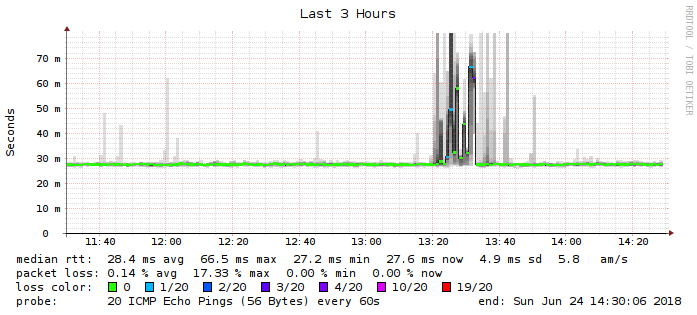 Last 3 Hours
RRDTOOL / TOBI OETIKER
Seconds
70 m
60 m
50 m
40 m
30 m
20 m
10 m
0
11:40 12:00 12:20 12:40 13:00 13:20 13:40 14:00 14:20
median rtt: 28.4 ms avg 66.5 ms max 27.2 ms min 27.6 ms now 4.9 ms sd 5.8 am/s
packet loss: 0.14 % avg 17.33 % max 0.00 % min 0.00 % now
loss color: 0 1/20 2/20 3/20 4/20 10/20 19/20
probe: 20 ICMP Echo Pings (56 Bytes) every 60s end: Sun Jun 24 14:30:06 2018